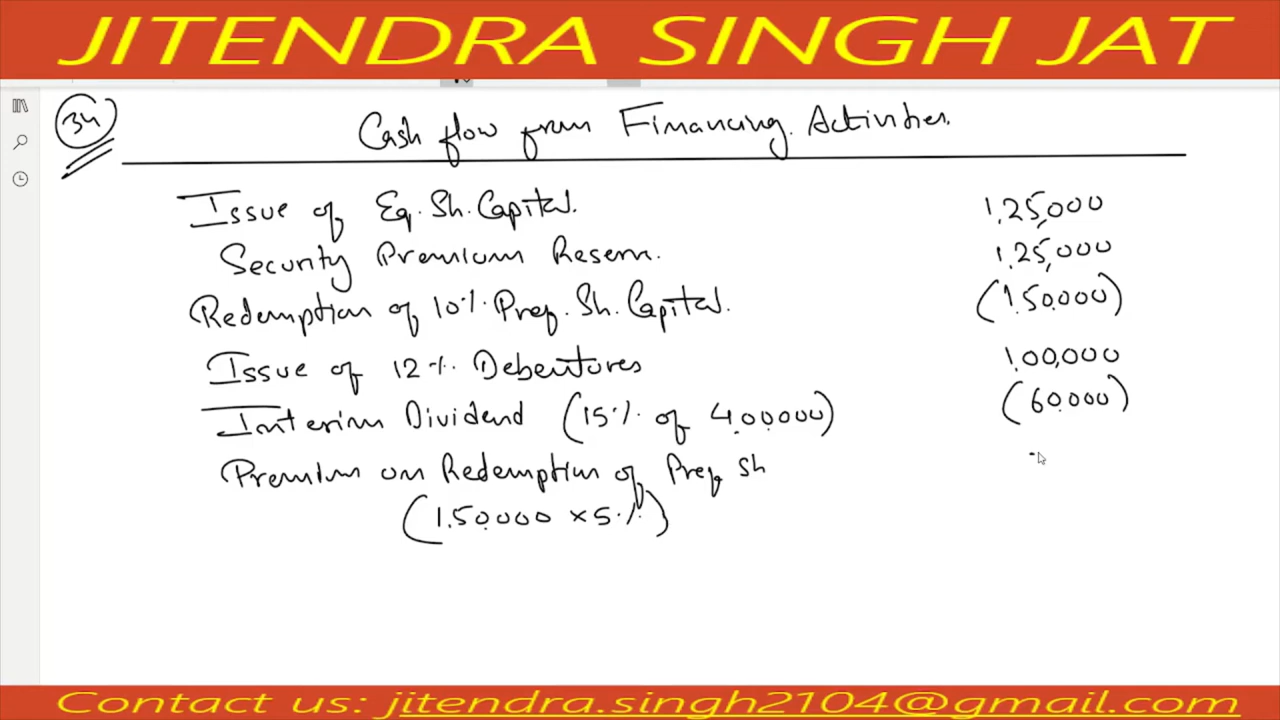 JITENDRA SINGH JAT
34
Cash flow from Financing Activities.
Issue of Eq. Sh. Capital. 1,25,000
Security Premium Reserve. 1,25,000
Redemption of 10% Pref. Sh. Capital. (1,50,000)
Issue of 12% Debentures 1,00,000
Interim Dividend (15% of 4,00,000) (60,000)
Premium on Redemption of Pref Sh
(1,50,000 × 5%)
Contact us: jitendra.singh2104@gmail.com